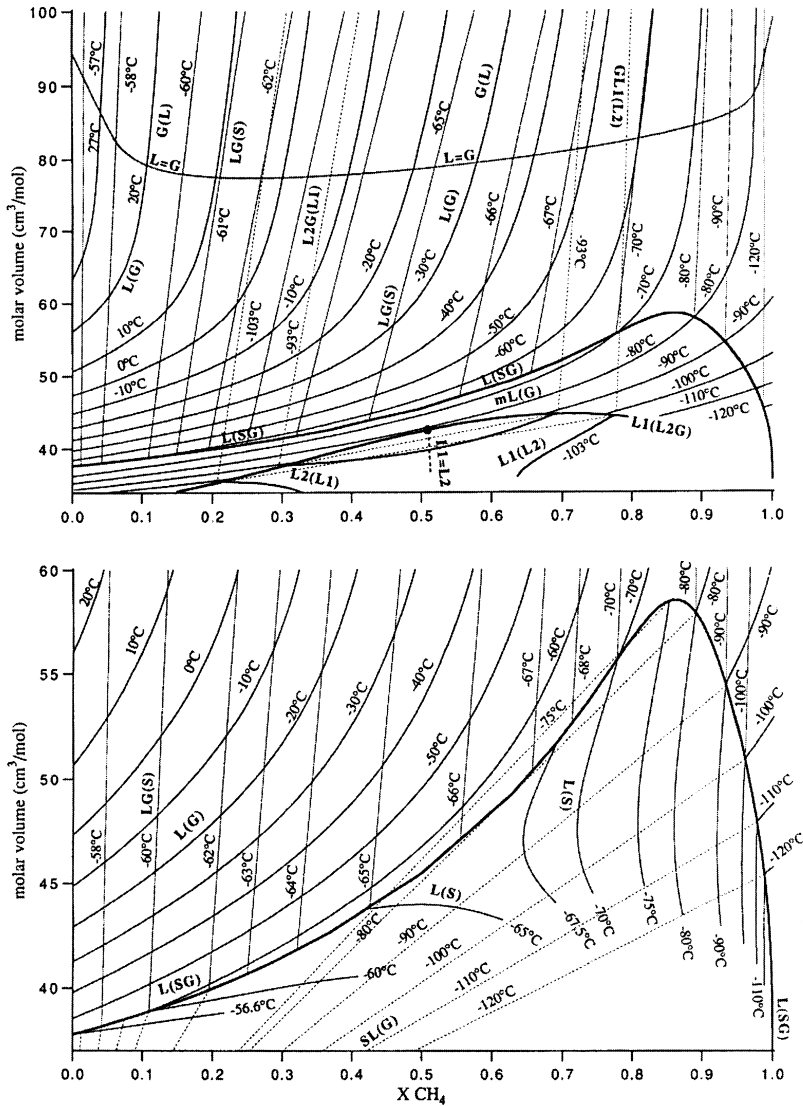 100
90
80
70
60
50
40
molar volume (cm³/mol)
-57°C
-58°C
-60°C
-62°C
27°C
G(L)
LG(S)
-65°C
G(L)
GL1(L2)
L=G
L=G
20°C
-61°C
L2G(L1)
L(G)
-66°C
-67°C
-93°C
-70°C
-90°C
-120°C
L(G)
-20°C
-30°C
-10°C
LG(S)
-40°C
-70°C
-80°C
-80°C
10°C
-103°C
-50°C
-90°C
0°C
-93°C
-60°C
-80°C
-10°C
L(SG)
-90°C
mL(G)
-100°C
-110°C
-120°C
L(SG)
L1=L2
L1(L2)
L1(L2G)
-103°C
L2(L1)
0.0 0.1 0.2 0.3 0.4 0.5 0.6 0.7 0.8 0.9 1.0
60
55
50
45
40
molar volume (cm³/mol)
20°C
10°C
0°C
-10°C
-20°C
-30°C
-40°C
-50°C
-67°C
-60°C
-68°C
-70°C
-70°C
-80°C
-80°C
-90°C
-90°C
-100°C
-100°C
-75°C
LG(S)
L(G)
-66°C
L(S)
-110°C
-58°C
-60°C
-62°C
-63°C
-64°C
-65°C
-120°C
L(S)
-80°C
-90°C
-65°C
-67.5°C
-70°C
-75°C
-80°C
-90°C
-100°C
L(SG)
-60°C
-110°C
-110°C
-56.6°C
-120°C
SL(G)
L(SG)
0.0 0.1 0.2 0.3 0.4 0.5 0.6 0.7 0.8 0.9 1.0
X CH₄